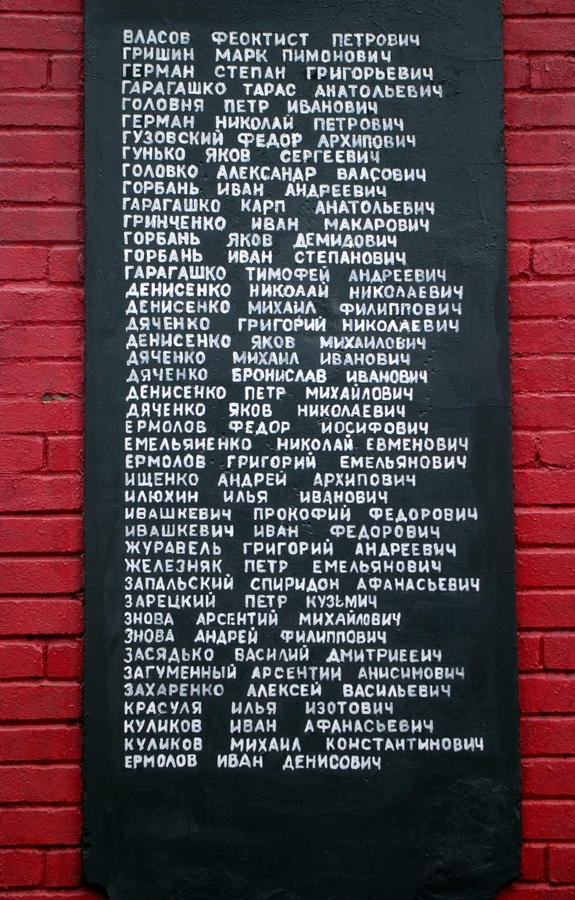 ВЛАСОВ ФЕОКТИСТ ПЕТРОВИЧ
ГРИШИН МАРК ПИМОНОВИЧ
ГЕРМАН СТЕПАН ГРИГОРЬЕВИЧ
ГАРАГАШКО ТАРАС АНАТОЛЬЕВИЧ
ГОЛОВНЯ ПЕТР ИВАНОВИЧ
ГЕРМАН НИКОЛАЙ ПЕТРОВИЧ
ГУЗОВСКИЙ ФЕДОР АРХИПОВИЧ
ГУНЬКО ЯКОВ СЕРГЕЕВИЧ
ГОЛОВКО АЛЕКСАНДР ВЛАСОВИЧ
ГОРБАНЬ ИВАН АНДРЕЕВИЧ
ГАРАГАШКО КАРП АНАТОЛЬЕВИЧ
ГРИНЧЕНКО ИВАН МАКАРОВИЧ
ГОРБАНЬ ЯКОВ ДЕМИДОВИЧ
ГОРБАНЬ ИВАН СТЕПАНОВИЧ
ГАРАГАШКО ТИМОФЕЙ АНДРЕЕВИЧ
ДЕНИСЕНКО НИКОЛАЙ НИКОЛАЕВИЧ
ДЕНИСЕНКО МИХАИЛ ФИЛИППОВИЧ
ДЯЧЕНКО ГРИГОРИЙ НИКОЛАЕВИЧ
ДЕНИСЕНКО ЯКОВ МИХАИЛОВИЧ
ДЯЧЕНКО МИХАИЛ ИВАНОВИЧ
ДЯЧЕНКО БРОНИСЛАВ ИВАНОВИЧ
ДЕНИСЕНКО ПЕТР МИХАЙЛОВИЧ
ДЯЧЕНКО ЯКОВ НИКОЛАЕВИЧ
ЕРМОЛОВ ФЕДОР ИОСИФОВИЧ
ЕМЕЛЬЯНЕНКО НИКОЛАЙ ЕВМЕНОВИЧ
ЕРМОЛОВ ГРИГОРИЙ ЕМЕЛЬЯНОВИЧ
ИЩЕНКО АНДРЕЙ АРХИПОВИЧ
ИЛЮХИН ИЛЬЯ ИВАНОВИЧ
ИВАШКЕВИЧ ПРОКОФИЙ ФЕДОРОВИЧ
ИВАШКЕВИЧ ИВАН ФЕДОРОВИЧ
ЖУРАВЕЛЬ ГРИГОРИЙ АНДРЕЕВИЧ
ЖЕЛЕЗНЯК ПЕТР ЕМЕЛЬЯНОВИЧ
ЗАПАЛЬСКИЙ СПИРИДОН АФАНАСЬЕВИЧ
ЗАРЕЦКИЙ ПЕТР КУЗЬМИЧ
ЗНОВА АРСЕНТИЙ МИХАЙЛОВИЧ
ЗНОВА АНДРЕЙ ФИЛИППОВИЧ
ЗАСЯДЬКО ВАСИЛИЙ ДМИТРИЕЕИЧ
ЗАГУМЕННЫЙ АРСЕНТИИ АНИСИМОВИЧ
ЗАХАРЕНКО АЛЕКСЕЙ ВАСИЛЬЕВИЧ
КРАСУЛЯ ИЛЬЯ ИЗОТОВИЧ
КУЛИКОВ ИВАН АФАНАСЬЕВИЧ
КУЛИКОВ МИХАИЛ КОНСТАНТИНОВИЧ
ЕРМОЛОВ ИВАН ДЕНИСОВИЧ